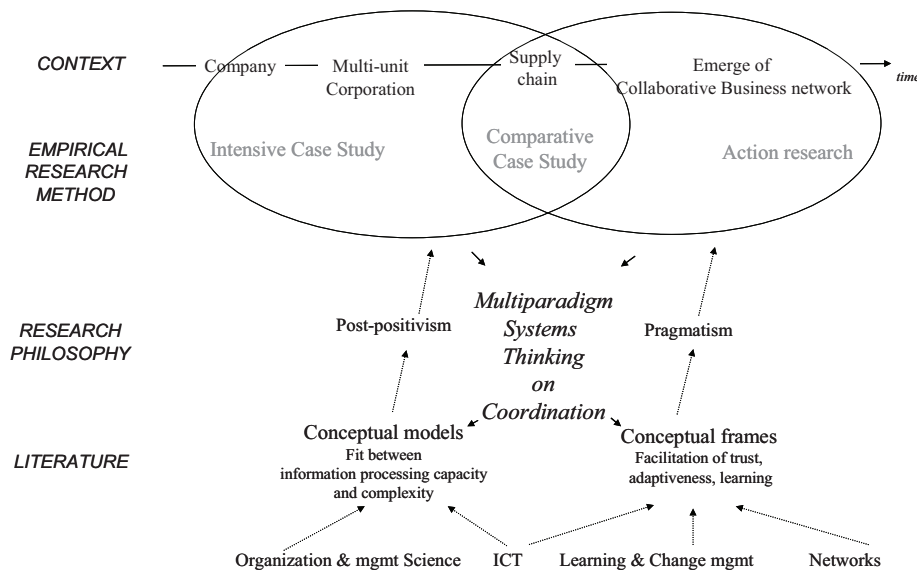 CONTEXT
Company
Multi-unit
Corporation
Supply
chain
Emerge of
Collaborative Business network
time
EMPIRICAL
RESEARCH
METHOD
Intensive Case Study
Comparative
Case Study
Action research
RESEARCH
PHILOSOPHY
Post-positivism
Multiparadigm
Systems
Thinking
on
Coordination
Pragmatism
LITERATURE
Conceptual models
Fit between
information processing capacity
and complexity
Conceptual frames
Facilitation of trust,
adaptiveness, learning
Organization & mgmt Science
ICT
Learning & Change mgmt
Networks